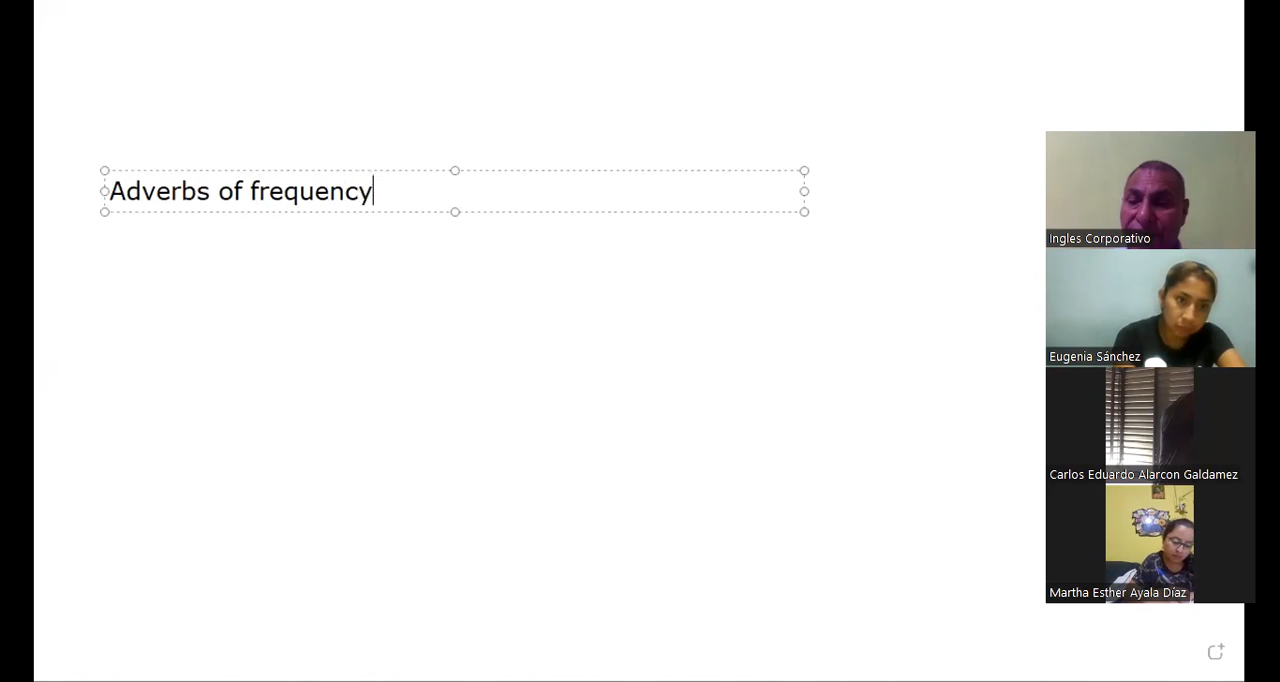 Adverbs of frequency
Ingles Corporativo
Eugenia Sánchez
Carlos Eduardo Alarcon Galdamez
Martha Esther Ayala Díaz